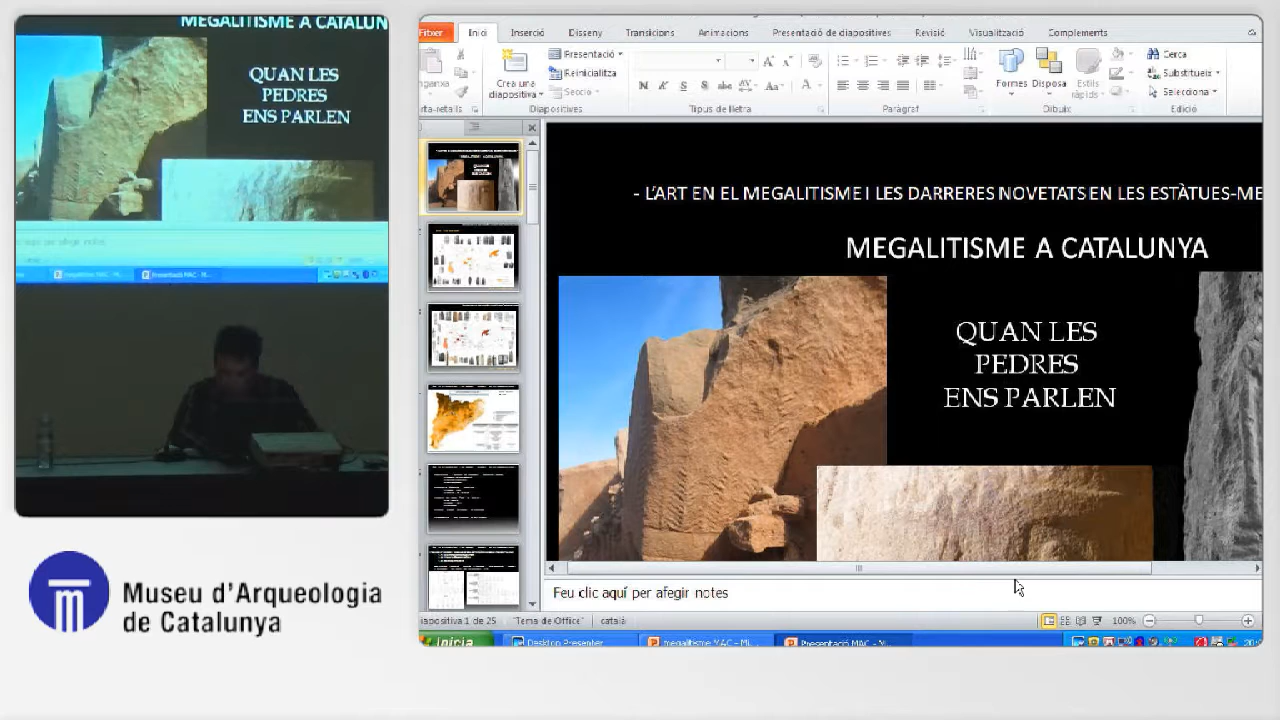 MEGALITISME A CATALUN
QUAN LES
PEDRES
ENS PARLEN
Museu d'Arqueologia
de Catalunya
Fitxer Inici Inserció Disseny Transicions Animacions Presentació de diapositives Revisió Visualització Complements
Crea una
diapositiva
Presentació
Reinicialitza
Secció
Formes
Disposa
Estils
ràpids
Cerca
Substitueix
Selecciona
Diapositives
Tipus de lletra
Paràgraf
Dibuix
Edició
- L'ART EN EL MEGALITISME I LES DARRERES NOVETATS EN LES ESTÀTUES-ME
MEGALITISME A CATALUNYA
QUAN LES
PEDRES
ENS PARLEN
Feu clic aquí per afegir notes
apositiva 1 de 25 "Tema de Office" català 100%
Inicia Desktop Presenter megalitisme MAC - Mi... Presentació MAC - M...